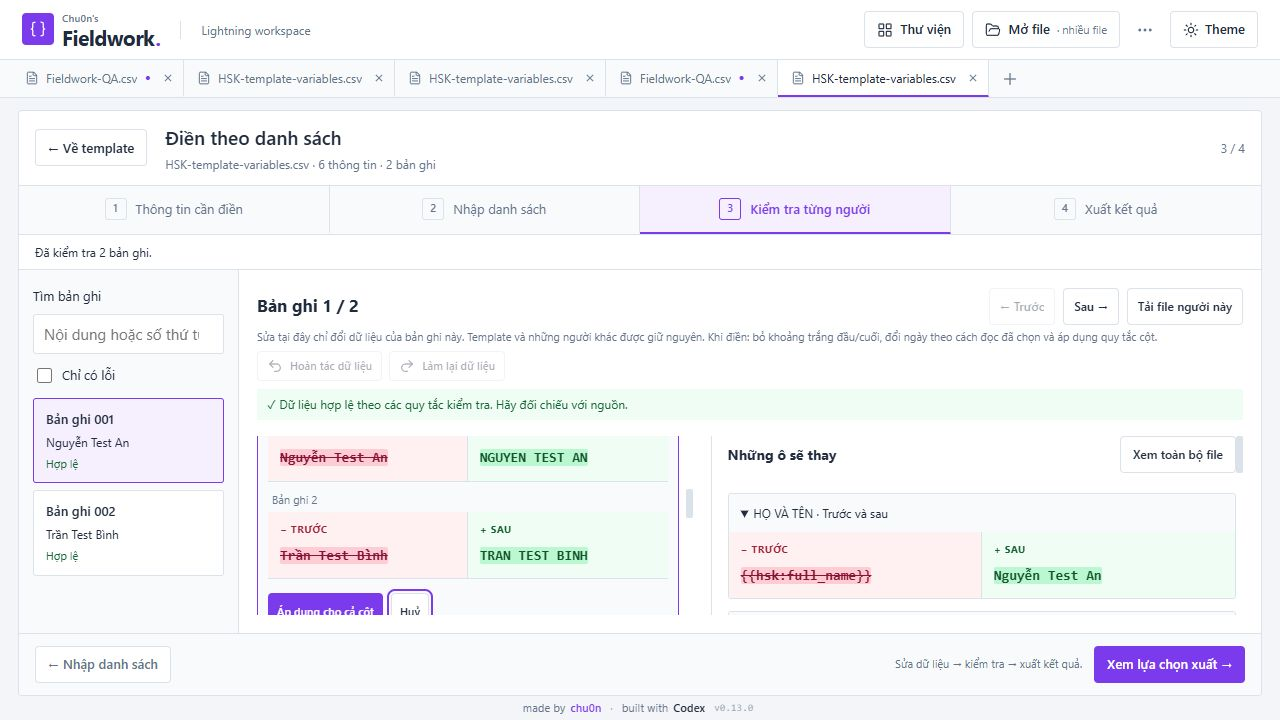 { }
Chu0n's
Fieldwork.
Lightning workspace
Thư viện
Mở file · nhiều file
Theme
Fieldwork-QA.csv
HSK-template-variables.csv
HSK-template-variables.csv
Fieldwork-QA.csv
HSK-template-variables.csv
← Về template
Điền theo danh sách
HSK-template-variables.csv · 6 thông tin · 2 bản ghi
3 / 4
1 Thông tin cần điền
2 Nhập danh sách
3 Kiểm tra từng người
4 Xuất kết quả
Đã kiểm tra 2 bản ghi.
Tìm bản ghi
Nội dung hoặc số thứ tự
Chỉ có lỗi
Bản ghi 001
Nguyễn Test An
Hợp lệ
Bản ghi 002
Trần Test Bình
Hợp lệ
Bản ghi 1 / 2
← Trước
Sau →
Tải file người này
Sửa tại đây chỉ đổi dữ liệu của bản ghi này. Template và những người khác được giữ nguyên. Khi điền: bỏ khoảng trắng đầu/cuối, đổi ngày theo cách đọc đã chọn và áp dụng quy tắc cột.
Hoàn tác dữ liệu
Làm lại dữ liệu
✓ Dữ liệu hợp lệ theo các quy tắc kiểm tra. Hãy đối chiếu với nguồn.
Nguyễn Test An
NGUYEN TEST AN
Bản ghi 2
− TRƯỚC
+ SAU
Trần Test Bình
TRAN TEST BINH
Áp dụng cho cả cột
Huỷ
Những ô sẽ thay
Xem toàn bộ file
▼ HỌ VÀ TÊN · Trước và sau
− TRƯỚC
+ SAU
{{hsk:full_name}}
Nguyễn Test An
← Nhập danh sách
Sửa dữ liệu → kiểm tra → xuất kết quả.
Xem lựa chọn xuất →
made by chu0n · built with Codex v0.13.0